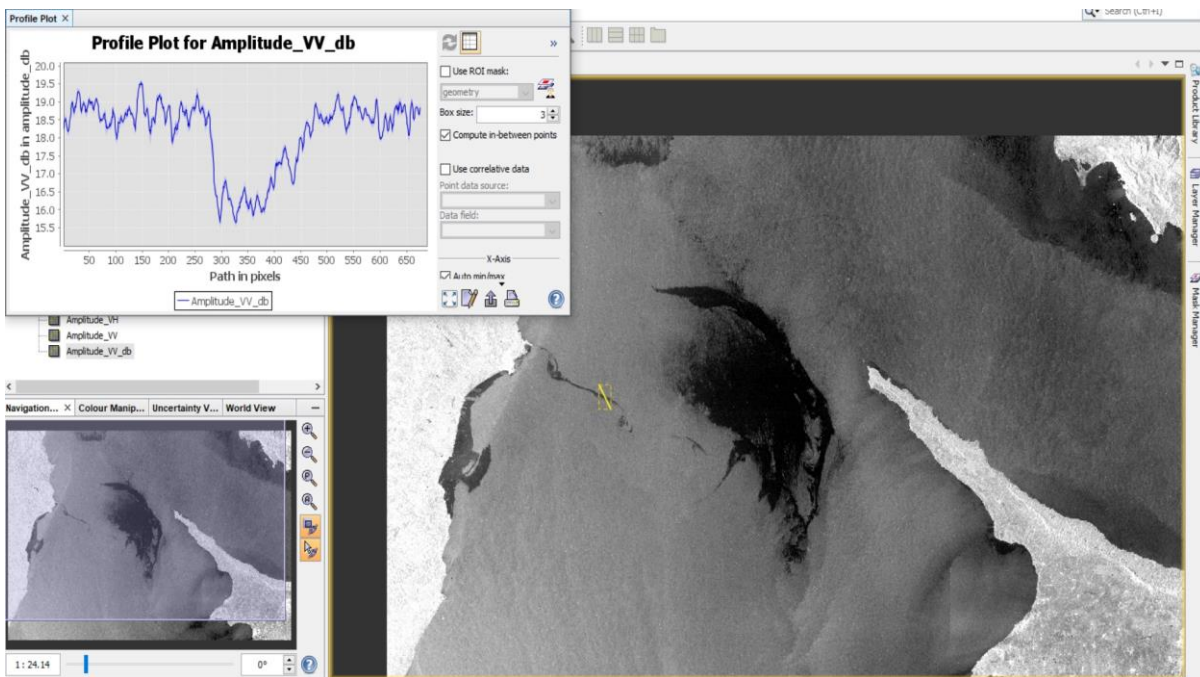 Profile Plot ×
Search (Ctrl+I)
Profile Plot for Amplitude_VV_db
»
Amplitude_VV_db in amplitude_db
20.0
19.5
19.0
18.5
18.0
17.5
17.0
16.5
16.0
15.5
50 100 150 200 250 300 350 400 450 500 550 600 650
Path in pixels
Amplitude_VV_db
Use ROI mask:
geometry
Box size: 3
Compute in-between points
Use correlative data
Point data source:
Data field:
X-Axis
Auto min/max
Product Library
Layer Manager
Mask Manager
Amplitude_VH
Amplitude_VV
Amplitude_VV_db
Navigation... × Colour Manip... Uncertainty V... World View
1 : 24.14
0°